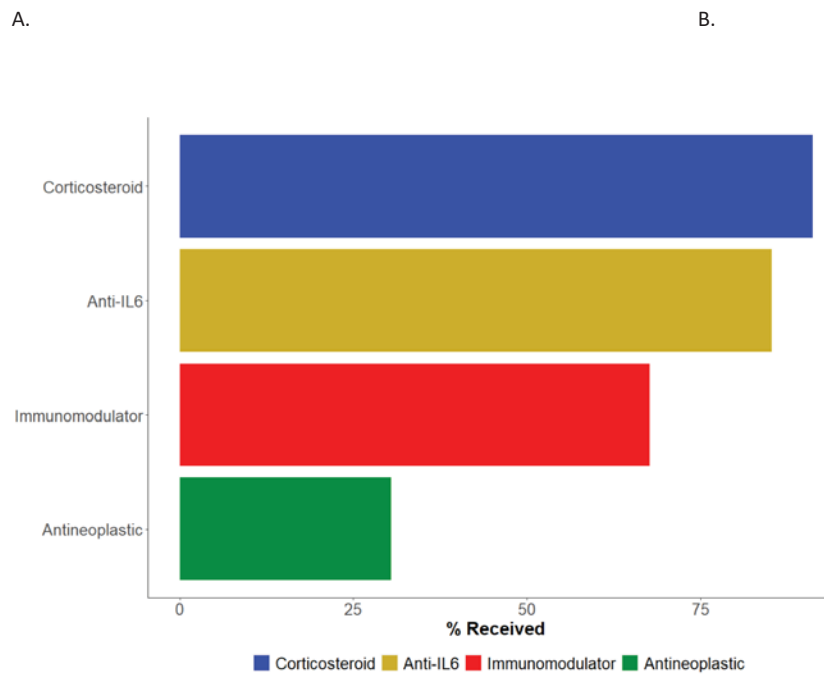 A. B.
Corticosteroid
Anti-IL6
Immunomodulator
Antineoplastic
0 25 50 75
% Received
Corticosteroid Anti-IL6 Immunomodulator Antineoplastic